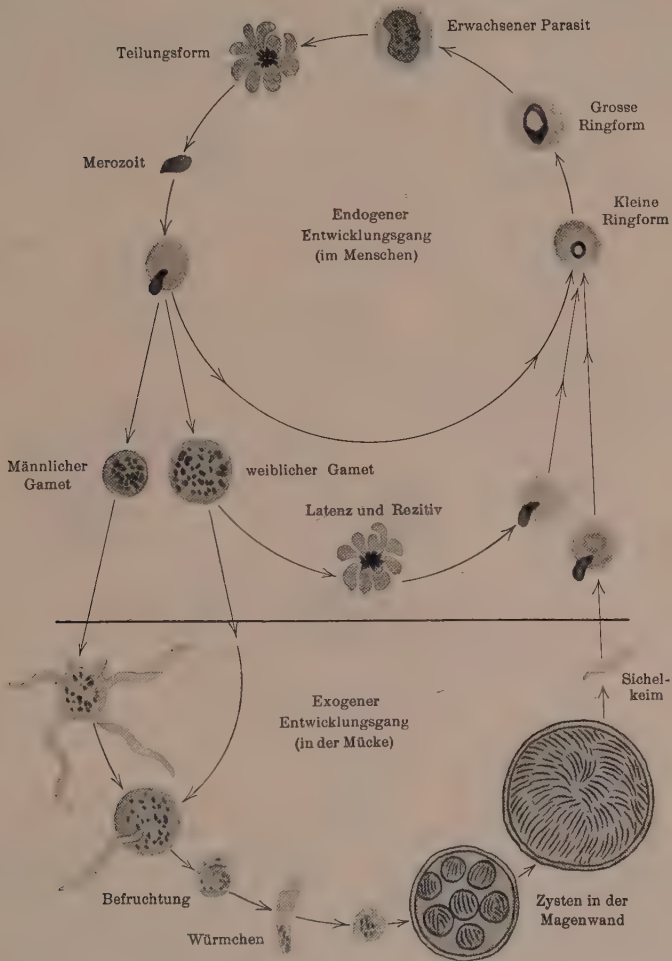 Erwachsener Parasit
Teilungsform
Grosse
Ringform
Merozoit
Kleine
Ringform
Endogener
Entwicklungsgang
(im Menschen)
Männlicher
Gamet
weiblicher Gamet
Latenz und Rezitiv
Sichel-
keim
Exogener
Entwicklungsgang
(in der Mücke)
Befruchtung
Würmchen
Zysten in der
Magenwand